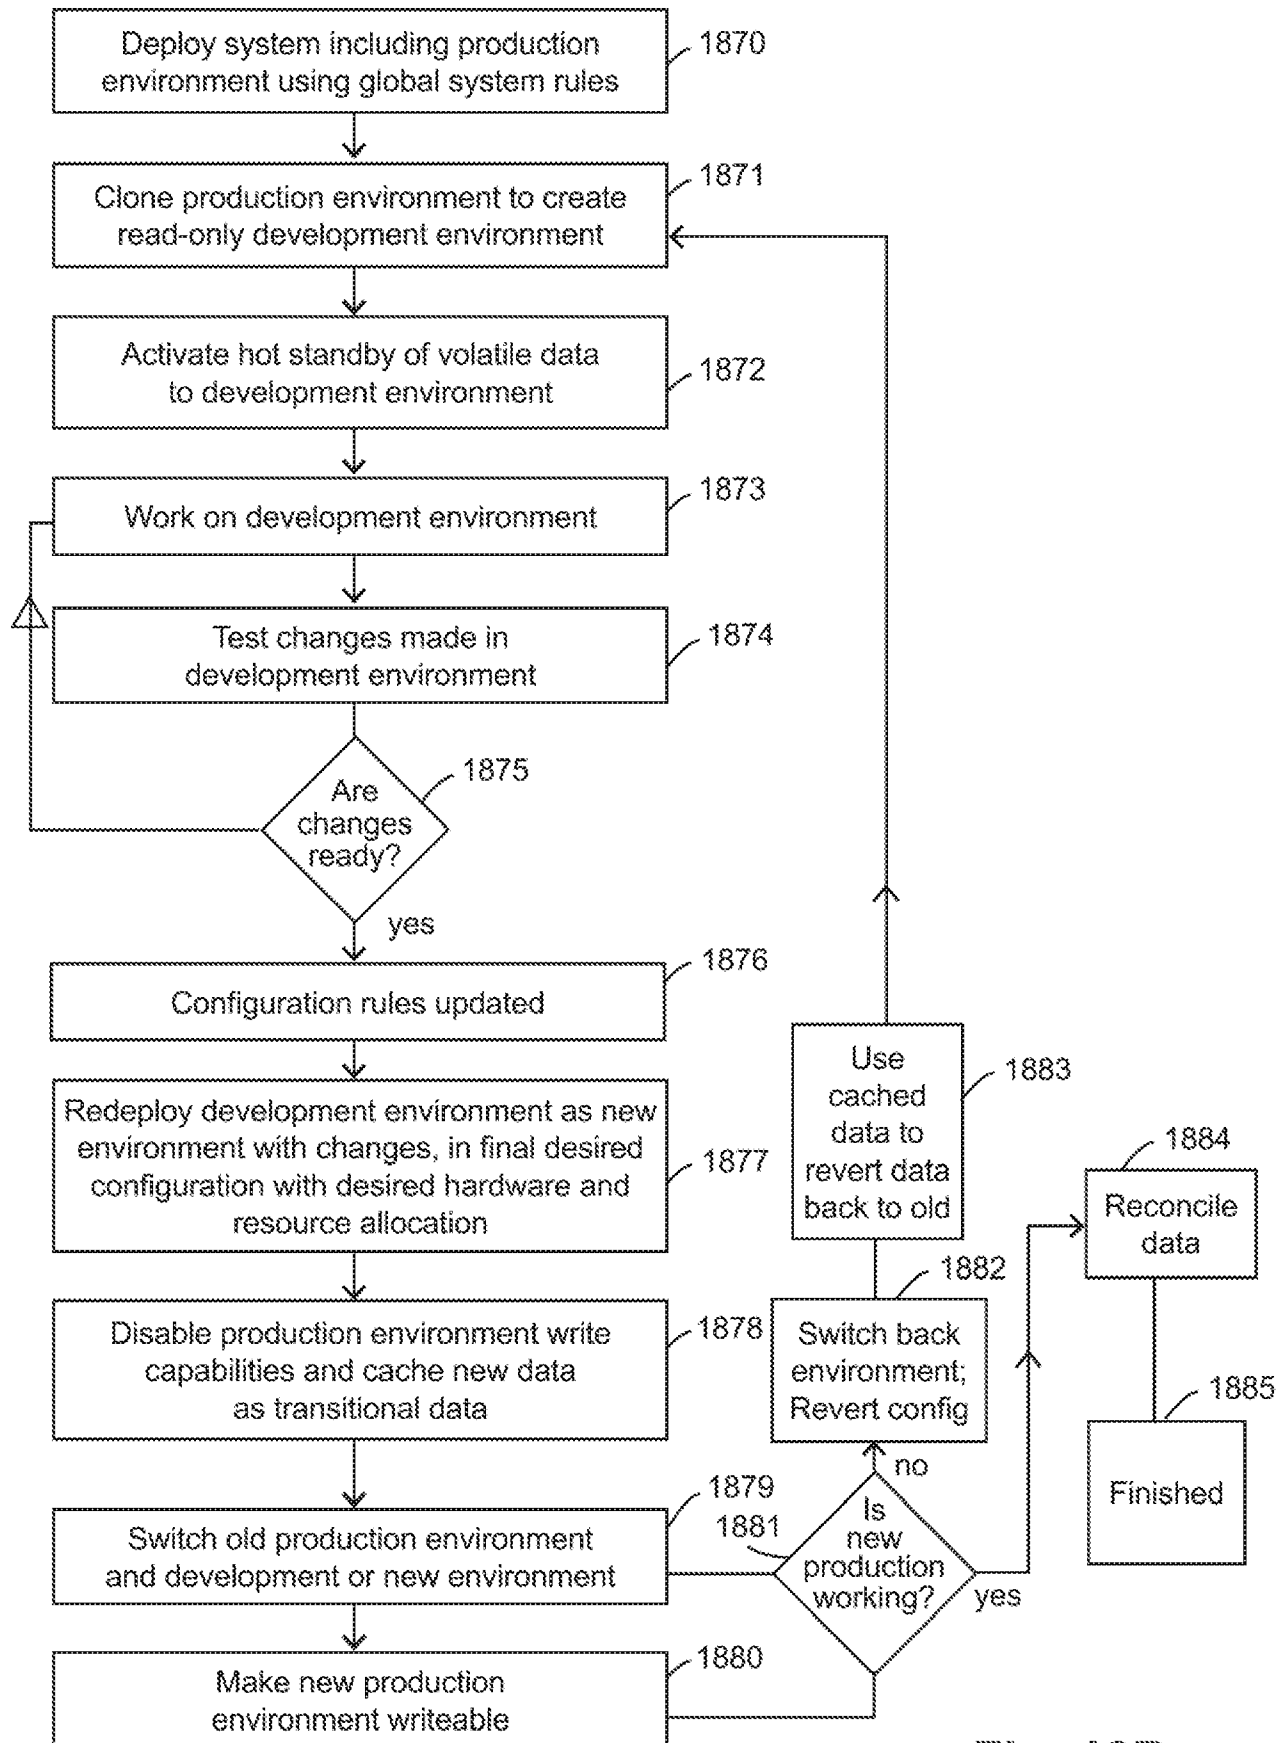 Deploy system including production
environment using global system rules
1870
Clone production environment to create
read-only development environment
1871
Activate hot standby of volatile data
to development environment
1872
Work on development environment
1873
Test changes made in
development environment
1874
Are
changes
ready?
1875
yes
Configuration rules updated
1876
Redeploy development environment as new
environment with changes, in final desired
configuration with desired hardware and
resource allocation
1877
Disable production environment write
capabilities and cache new data
as transitional data
1878
Switch old production environment
and development or new environment
1879
Make new production
environment writeable
1880
Is
new
production
working?
1881
no
yes
Switch back
environment;
Revert config
1882
Use
cached
data to
revert data
back to old
1883
Reconcile
data
1884
Finished
1885